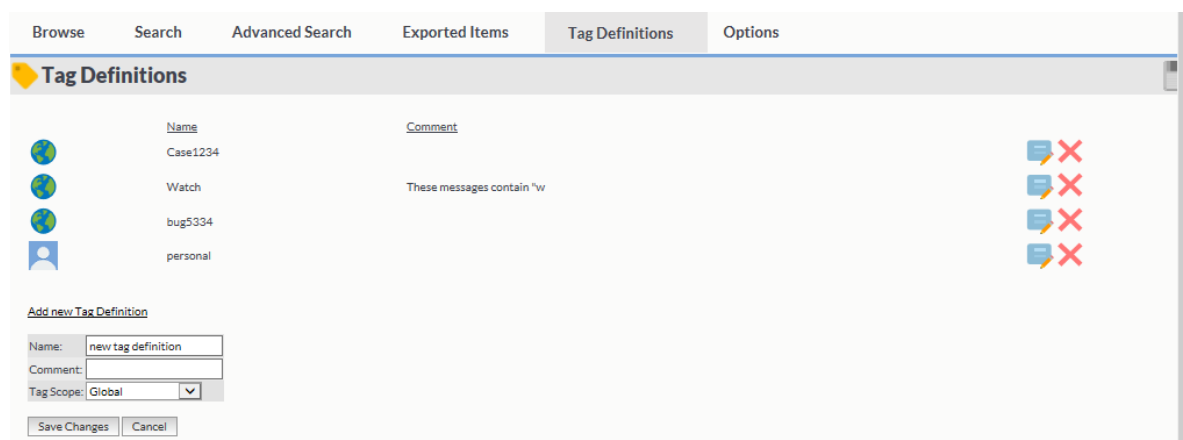 Browse Search Advanced Search Exported Items Tag Definitions Options
Tag Definitions
Name Comment
Case1234
Watch These messages contain "w
bug5334
personal
Add new Tag Definition
Name: new tag definition
Comment:
Tag Scope: Global
Save Changes Cancel